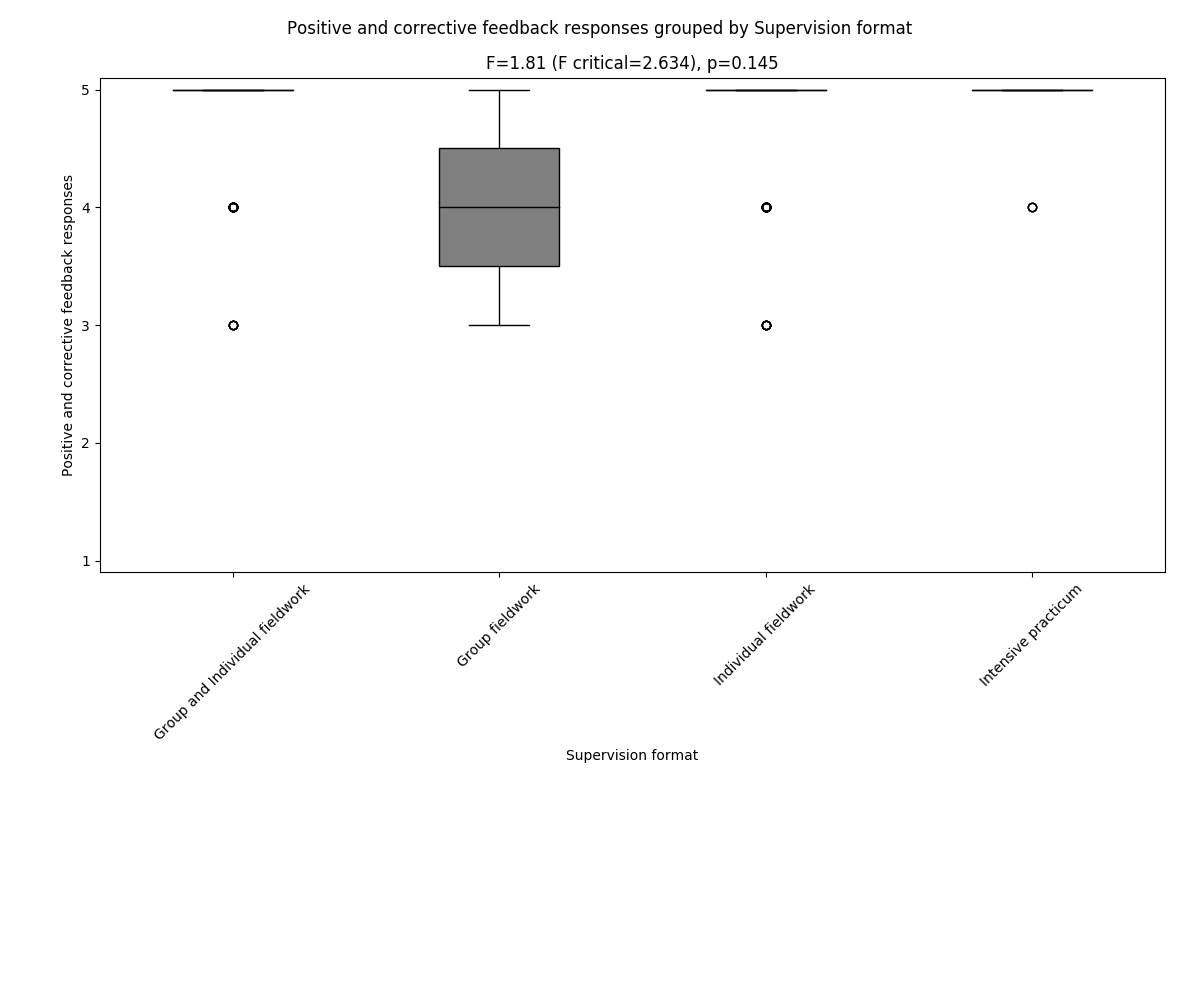 Positive and corrective feedback responses grouped by Supervision format
F=1.81 (F critical=2.634), p=0.145
Positive and corrective feedback responses
5
4
3
2
1
Group and Individual fieldwork
Group fieldwork
Individual fieldwork
Intensive practicum
Supervision format